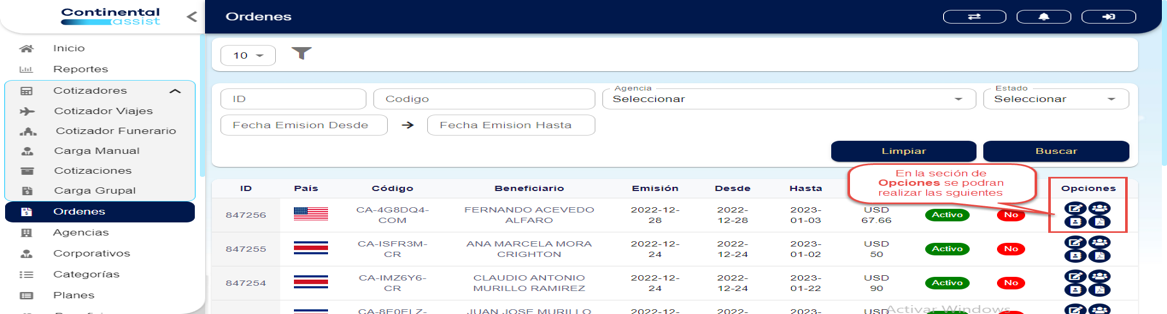 Continental
assist
Ordenes
Inicio
Reportes
Cotizadores
Cotizador Viajes
Cotizador Funerario
Carga Manual
Cotizaciones
Carga Grupal
Ordenes
Agencias
Corporativos
Categorías
Planes
10
ID
Codigo
Agencia
Seleccionar
Estado
Seleccionar
Fecha Emision Desde
Fecha Emision Hasta
Limpiar
Buscar
En la seción de
Opciones se podran
realizar las sguientes
ID País Código Beneficiario Emisión Desde Hasta Opciones
847256 CA-4G8DQ4-COM FERNANDO ACEVEDO ALFARO 2022-12-28 2022-12-28 2023-01-03 USD 67.66 Activo No
847255 CA-ISFR3M-CR ANA MARCELA MORA CRIGHTON 2022-12-24 2022-12-24 2023-01-02 USD 50 Activo No
847254 CA-IMZ6Y6-CR CLAUDIO ANTONIO MURILLO RAMIREZ 2022-12-24 2022-12-24 2023-01-22 USD 90 Activo No
JUAN JOSE MURILLO 2022-12- 2022- 2023- USD
Activar Windows